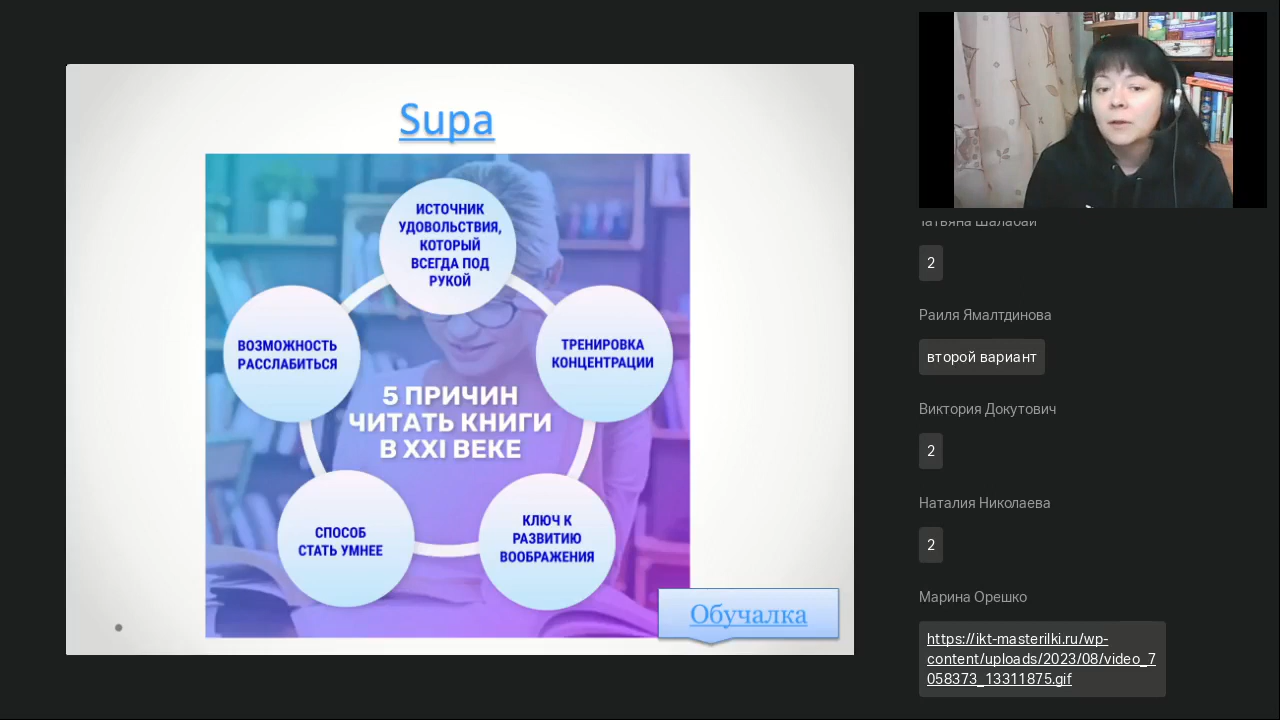 Supa
ИСТОЧНИК
УДОВОЛЬСТВИЯ,
КОТОРЫЙ
ВСЕГДА ПОД
РУКОЙ
ВОЗМОЖНОСТЬ
РАССЛАБИТЬСЯ
ТРЕНИРОВКА
КОНЦЕНТРАЦИИ
5 ПРИЧИН
ЧИТАТЬ КНИГИ
В XXI ВЕКЕ
СПОСОБ
СТАТЬ УМНЕЕ
КЛЮЧ К
РАЗВИТИЮ
ВООБРАЖЕНИЯ
Обучалка
Татьяна Шалабай
2
Раиля Ямалтдинова
второй вариант
Виктория Докутович
2
Наталия Николаева
2
Марина Орешко
https://ikt-masterilki.ru/wp-
content/uploads/2023/08/video_7
058373_13311875.gif